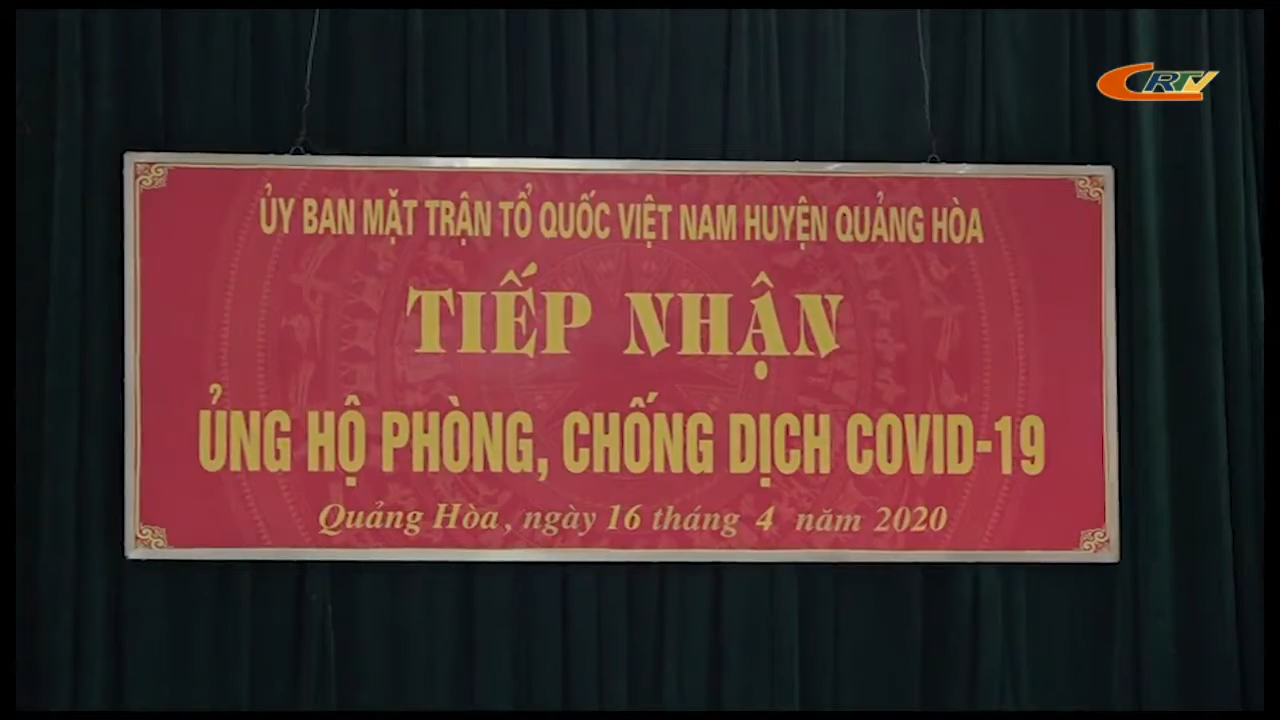 CRTV
ỦY BAN MẶT TRẬN TỔ QUỐC VIỆT NAM HUYỆN QUẢNG HÒA
TIẾP NHẬN
ỦNG HỘ PHÒNG, CHỐNG DỊCH COVID-19
Quảng Hòa, ngày 16 tháng 4 năm 2020